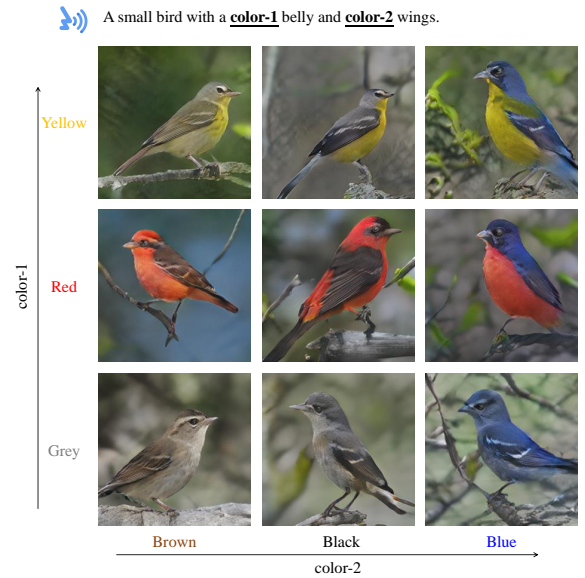 A small bird with a color-1 belly and color-2 wings.
Yellow
Red
Grey
color-1
Brown Black Blue
color-2